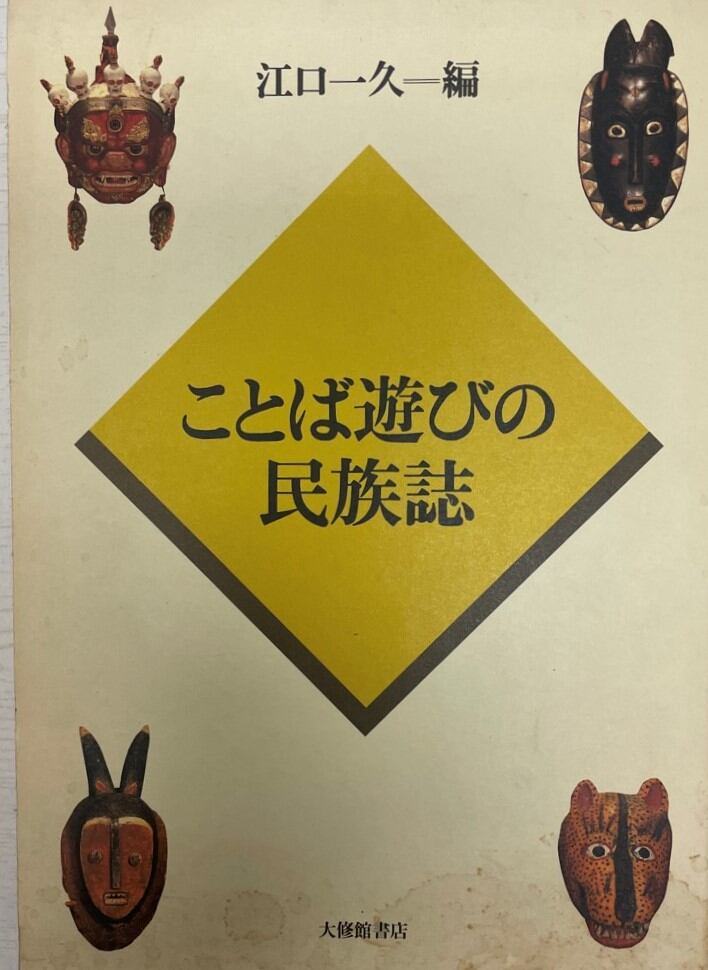 江口一久=編
ことば遊びの
民族誌
大修館書店